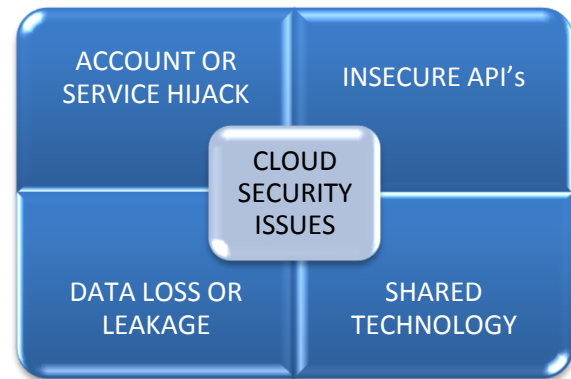 ACCOUNT OR
SERVICE HIJACK
INSECURE API's
CLOUD
SECURITY
ISSUES
DATA LOSS OR
LEAKAGE
SHARED
TECHNOLOGY